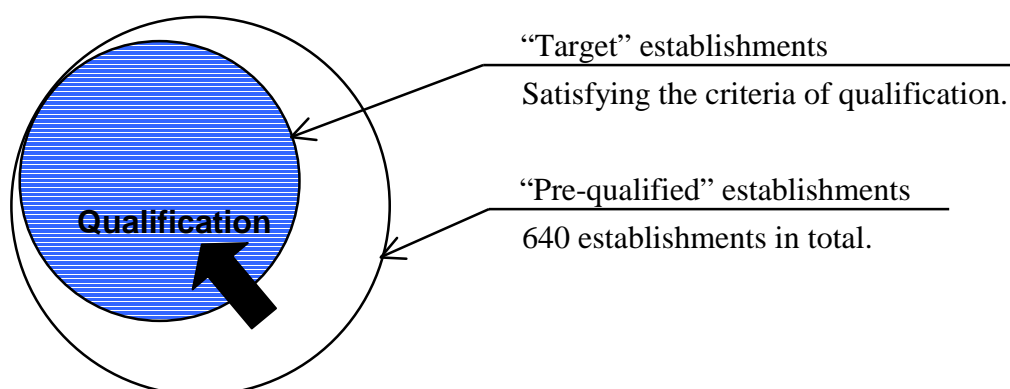 “Target” establishments
Satisfying the criteria of qualification.
“Pre-qualified” establishments
640 establishments in total.
Qualification